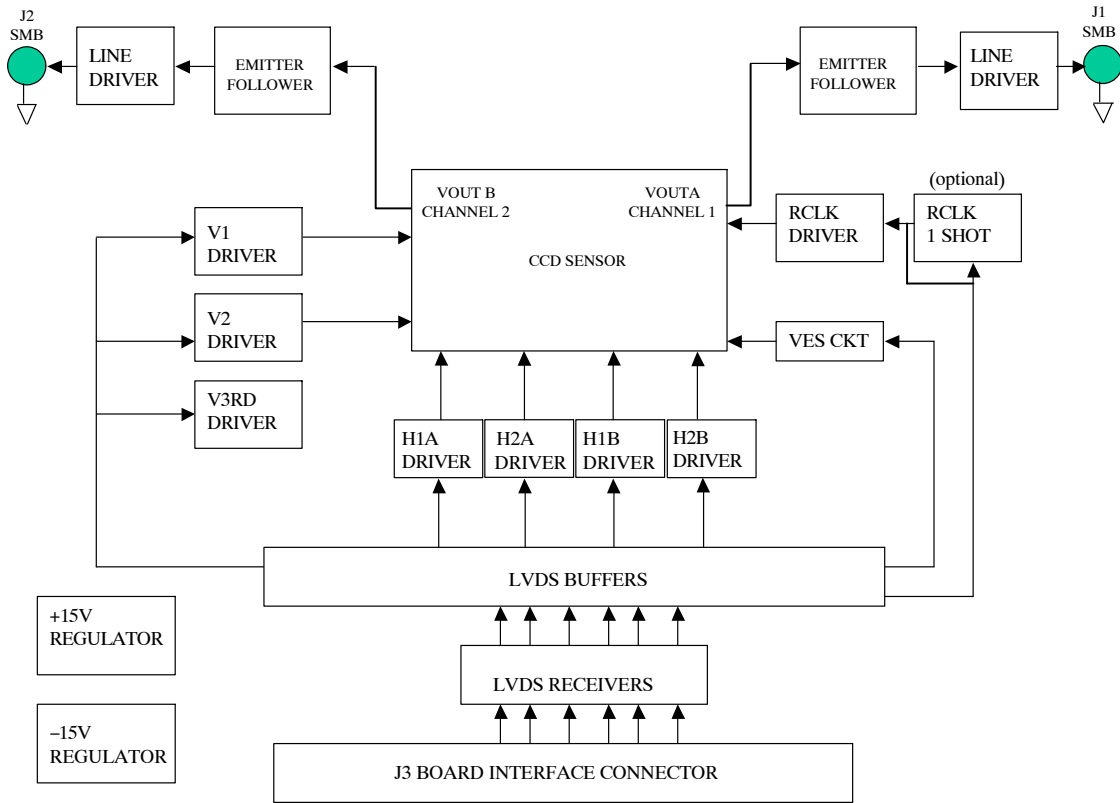 J2
SMB
LINE
DRIVER
EMITTER
FOLLOWER
EMITTER
FOLLOWER
LINE
DRIVER
J1
SMB
VOUT B
CHANNEL 2
VOUTA
CHANNEL 1
CCD SENSOR
(optional)
RCLK
DRIVER
RCLK
1 SHOT
V1
DRIVER
V2
DRIVER
VES CKT
V3RD
DRIVER
H1A
DRIVER
H2A
DRIVER
H1B
DRIVER
H2B
DRIVER
LVDS BUFFERS
+15V
REGULATOR
LVDS RECEIVERS
−15V
REGULATOR
J3 BOARD INTERFACE CONNECTOR